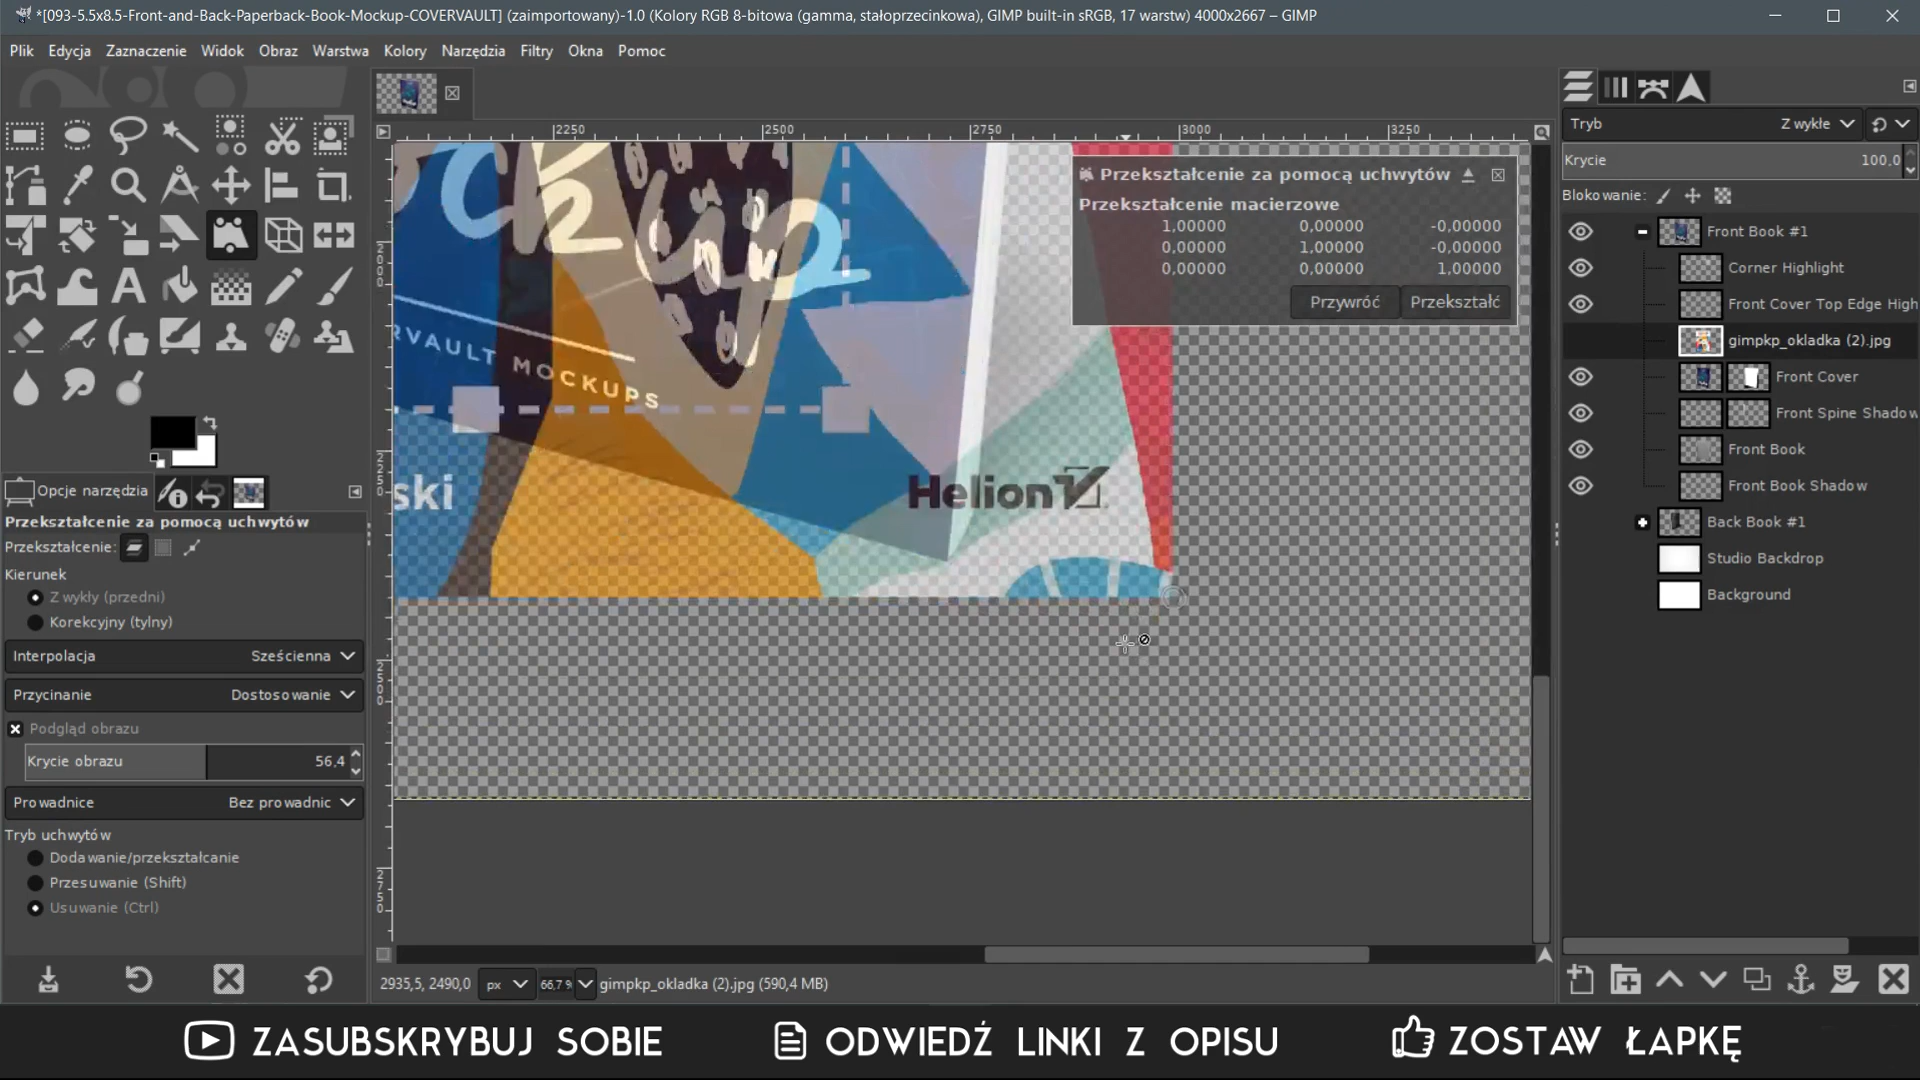 *[093-5.5x8.5-Front-and-Back-Paperback-Book-Mockup-COVERVAULT] (zaimportowany)-1.0 (Kolory RGB 8-bitowa (gamma, stałoprzecinkowa), GIMP built-in sRGB, 17 warstw) 4000x2667 – GIMP
Plik Edycja Zaznaczenie Widok Obraz Warstwa Kolory Narzędzia Filtry Okna Pomoc
2250 2500 2750 3000 3250
2000
2250
2500
2750
Przekształcenie za pomocą uchwytów
Przekształcenie macierzowe
1,00000 0,00000 -0,00000
0,00000 1,00000 -0,00000
0,00000 0,00000 1,00000
Przywróć Przekształć
RVAULT MOCKUPS
ski
Helion
Tryb Z wykłe
Krycie 100,0
Blokowanie:
Front Book #1
Corner Highlight
Front Cover Top Edge High
gimpkp_okladka (2).jpg
Front Cover
Front Spine Shadow
Front Book
Front Book Shadow
Back Book #1
Studio Backdrop
Background
Opcje narzędzia
Przekształcenie za pomocą uchwytów
Przekształcenie:
Kierunek
Z wykły (przedni)
Korekcyjny (tylny)
Interpolacja Sześcienna
Przycinanie Dostosowanie
Podgląd obrazu
Krycie obrazu 56,4
Prowadnice Bez prowadnic
Tryb uchwytów
Dodawanie/przekształcanie
Przesuwanie (Shift)
Usuwanie (Ctrl)
2935,5, 2490,0 px 66,7 % gimpkp_okladka (2).jpg (590,4 MB)
ZASUBSKRYBUJ SOBIE ODWIEDŹ LINKI Z OPISU ZOSTAW ŁAPKĘ